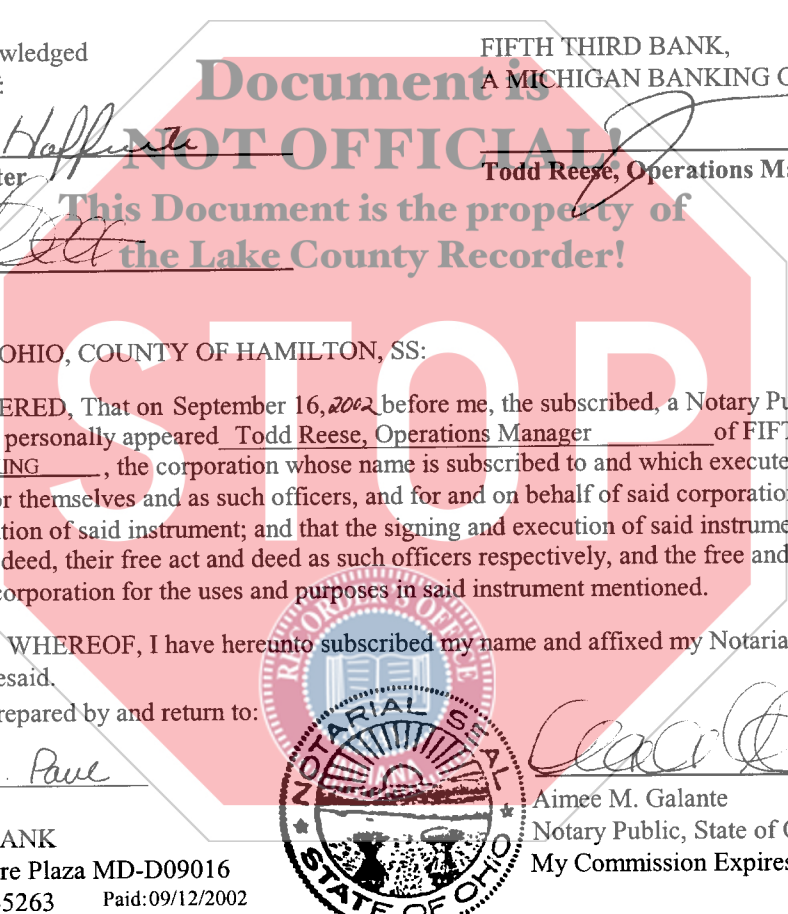 wledged
FIFTH THIRD BANK,
A MICHIGAN BANKING
Document is
NOT OFFICIAL!
This Document is the property of
the Lake County Recorder!
STOP
ter
Todd Reese, Operations
OHIO, COUNTY OF HAMILTON, SS:
ERED, That on September 16, 2002 before me, the subscribed, a Notary Pu
personally appeared Todd Reese, Operations Manager of FIFT
ING , the corporation whose name is subscribed to and which execute
r themselves and as such officers, and for and on behalf of said corporation
tion of said instrument; and that the signing and execution of said instrume
deed, their free act and deed as such officers respectively, and the free and
corporation for the uses and purposes in said instrument mentioned.
WHEREOF, I have hereunto subscribed my name and affixed my Notaria
esaid.
repared by and return to:
RECORDER'S OFFICE
NOTARIAL SEAL
STATE OF OHIO
Paul
Aimee M. Galante
ANK
Notary Public, State of
re Plaza MD-D09016
My Commission Expires
-5263 Paid:09/12/2002